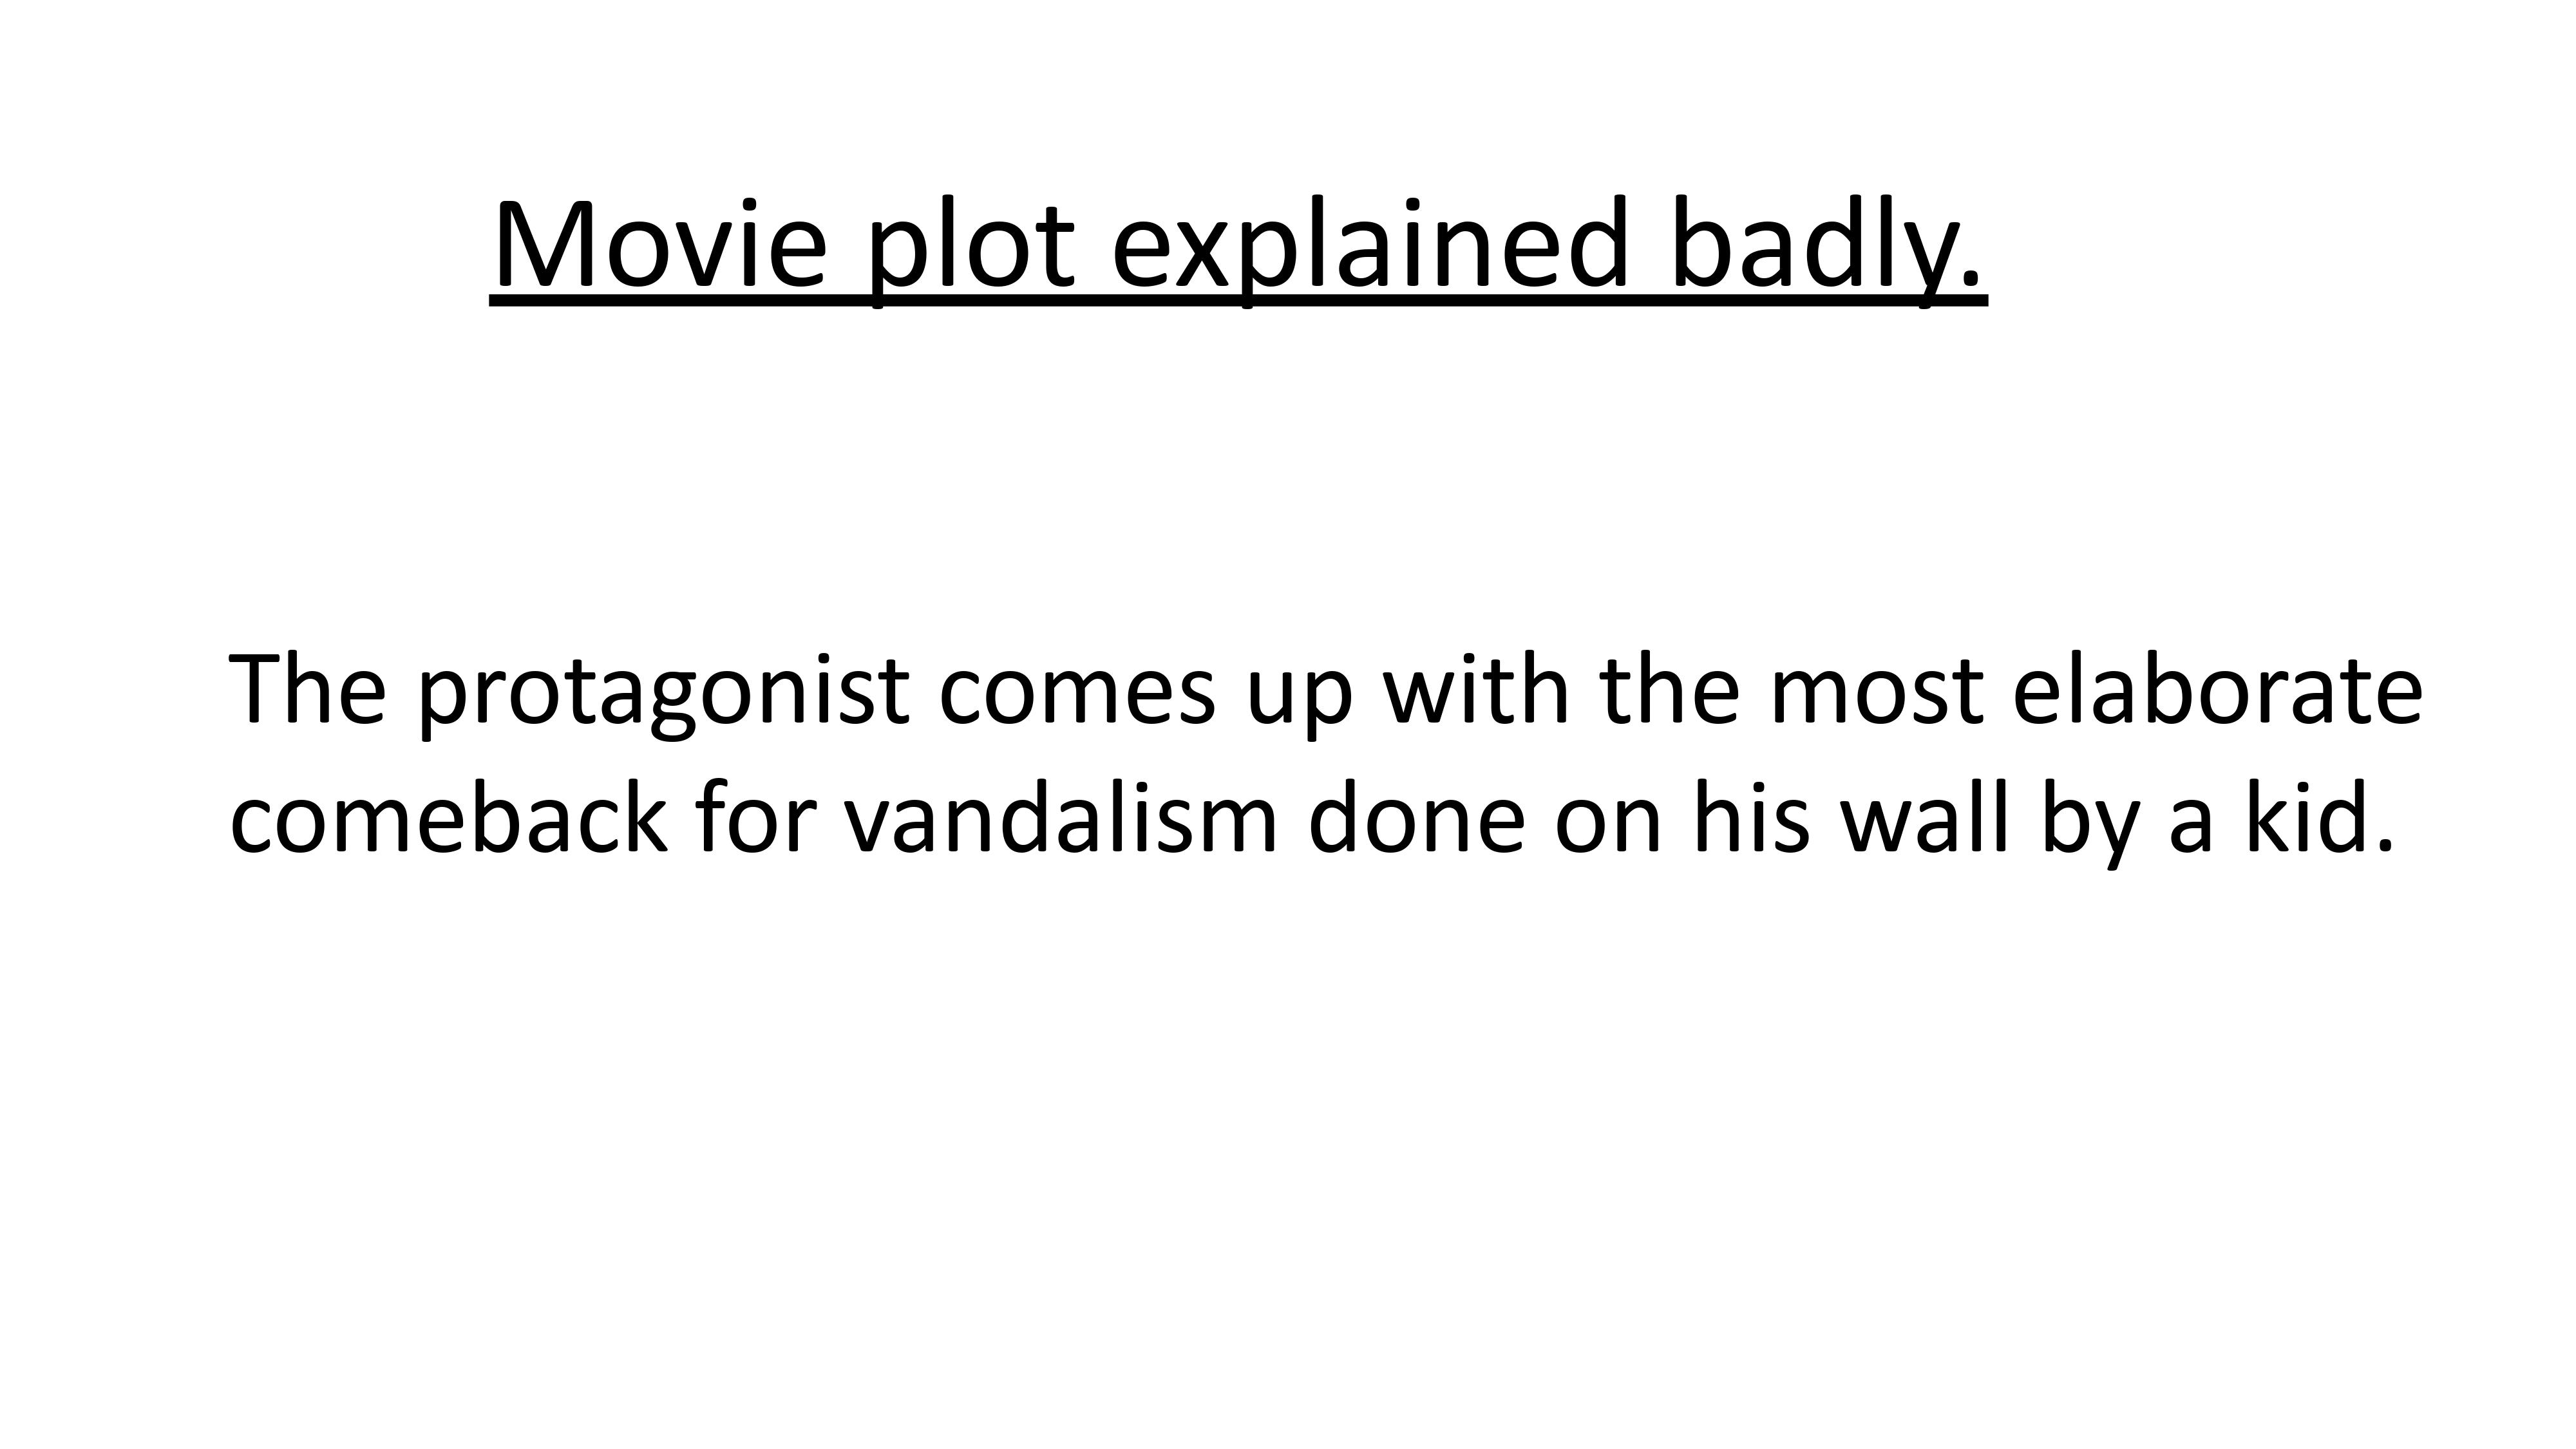 Movie plot explained badly.
The protagonist comes up with the most elaborate
comeback for vandalism done on his wall by a kid.